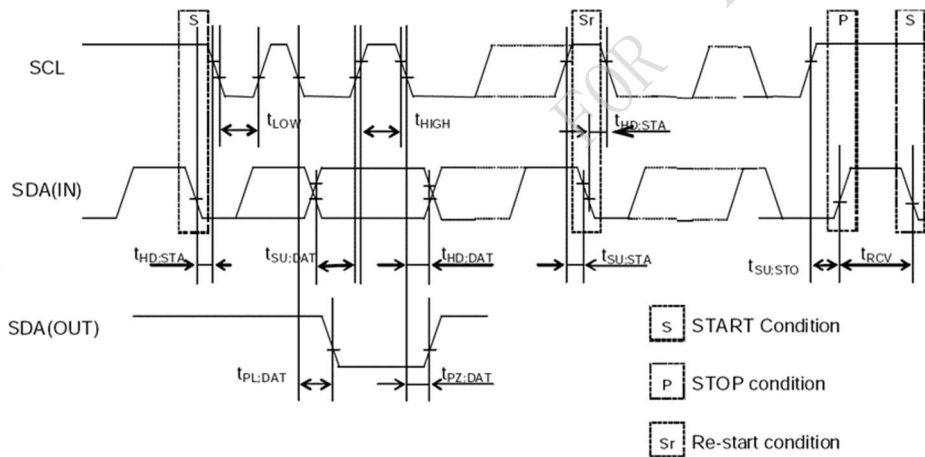 FOR
S
Sr
P
S
SCL
tLOW
tHIGH
tHD;STA
SDA(IN)
tHD:STA
tSU;DAT
tHD;DAT
tSU;STA
tSU;STO
tRCV
SDA(OUT)
S START Condition
tPL;DAT
tPZ;DAT
P STOP condition
Sr Re-start condition